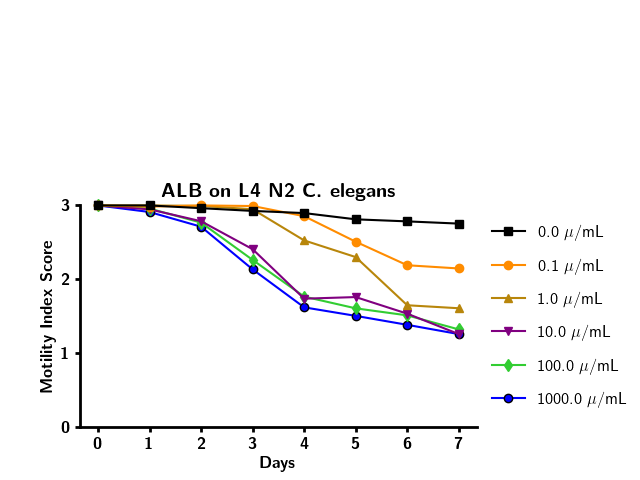 ALB on L4 N2 C. elegans
Motility Index Score
3
2
1
0
0 1 2 3 4 5 6 7
Days
0.0 μ/mL
0.1 μ/mL
1.0 μ/mL
10.0 μ/mL
100.0 μ/mL
1000.0 μ/mL